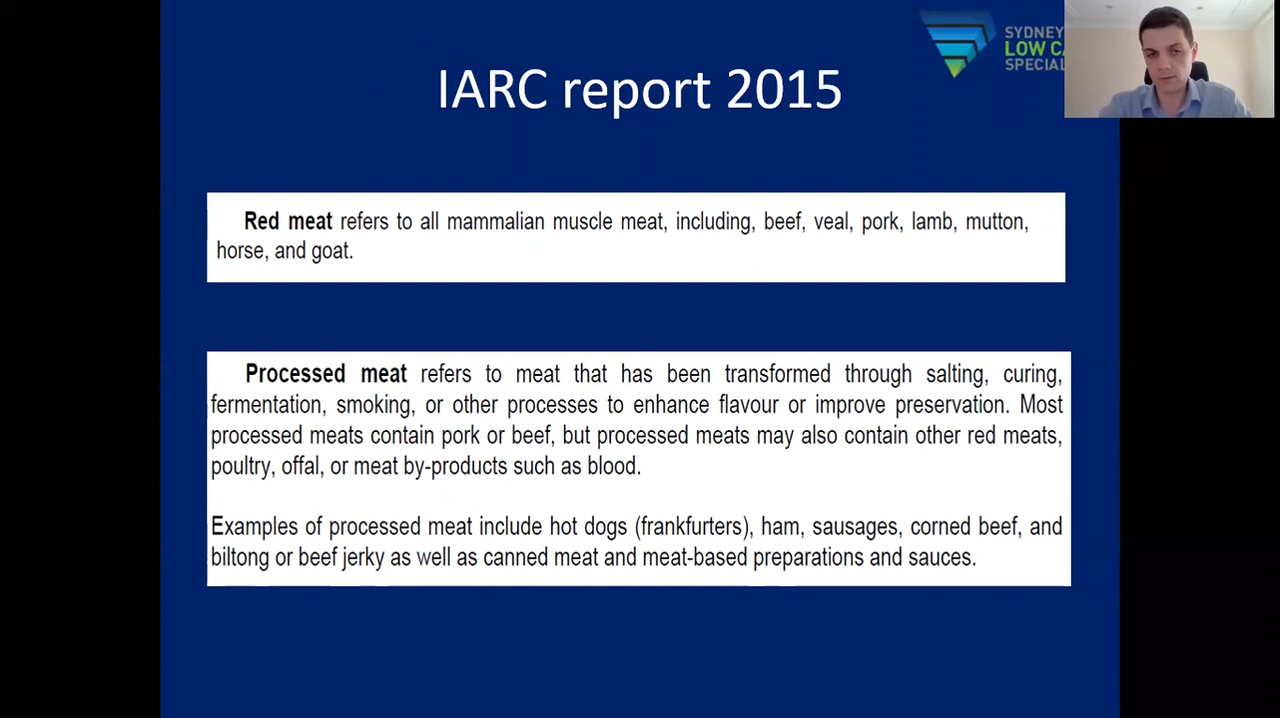 SYDNEY
LOW CA
SPECIAL
IARC report 2015
Red meat refers to all mammalian muscle meat, including, beef, veal, pork, lamb, mutton,
horse, and goat.
Processed meat refers to meat that has been transformed through salting, curing,
fermentation, smoking, or other processes to enhance flavour or improve preservation. Most
processed meats contain pork or beef, but processed meats may also contain other red meats,
poultry, offal, or meat by-products such as blood.
Examples of processed meat include hot dogs (frankfurters), ham, sausages, corned beef, and
biltong or beef jerky as well as canned meat and meat-based preparations and sauces.